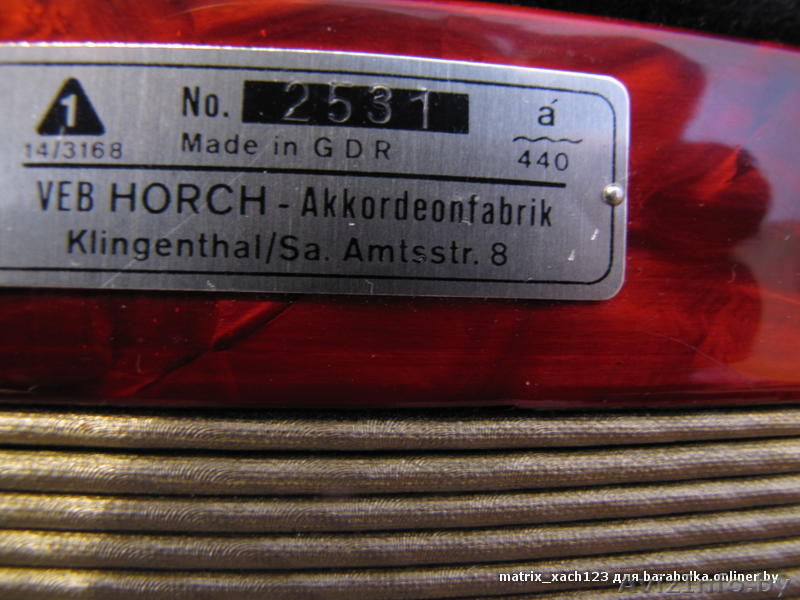 1
14/3168
No. 2531
Made in GDR
á
440
VEB HORCH - Akkordeonfabrik
Klingenthal/Sa. Amtsstr. 8
matrix_xach123 для baraholka.onliner.by